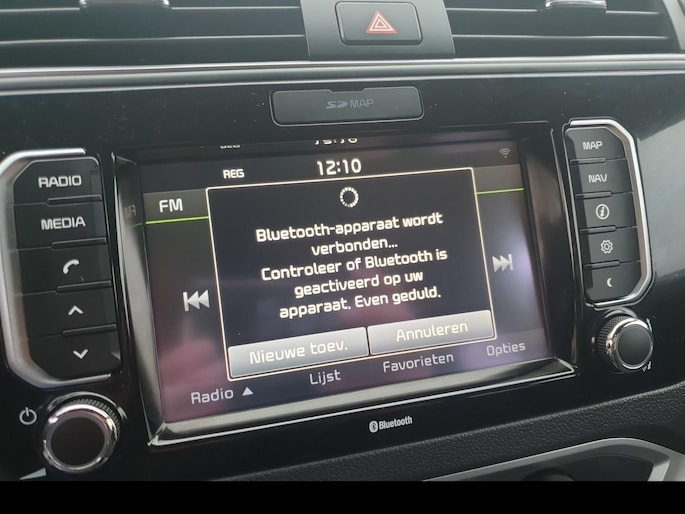 SD MAP
REG
12:10
FM
RADIO
MEDIA
MAP
NAV
Bluetooth-apparaat wordt
verbonden...
Controleer of Bluetooth is
geactiveerd op uw
apparaat. Even geduld.
Nieuwe toev.
Annuleren
Radio ▲
Lijst
Favorieten
Opties
Bluetooth